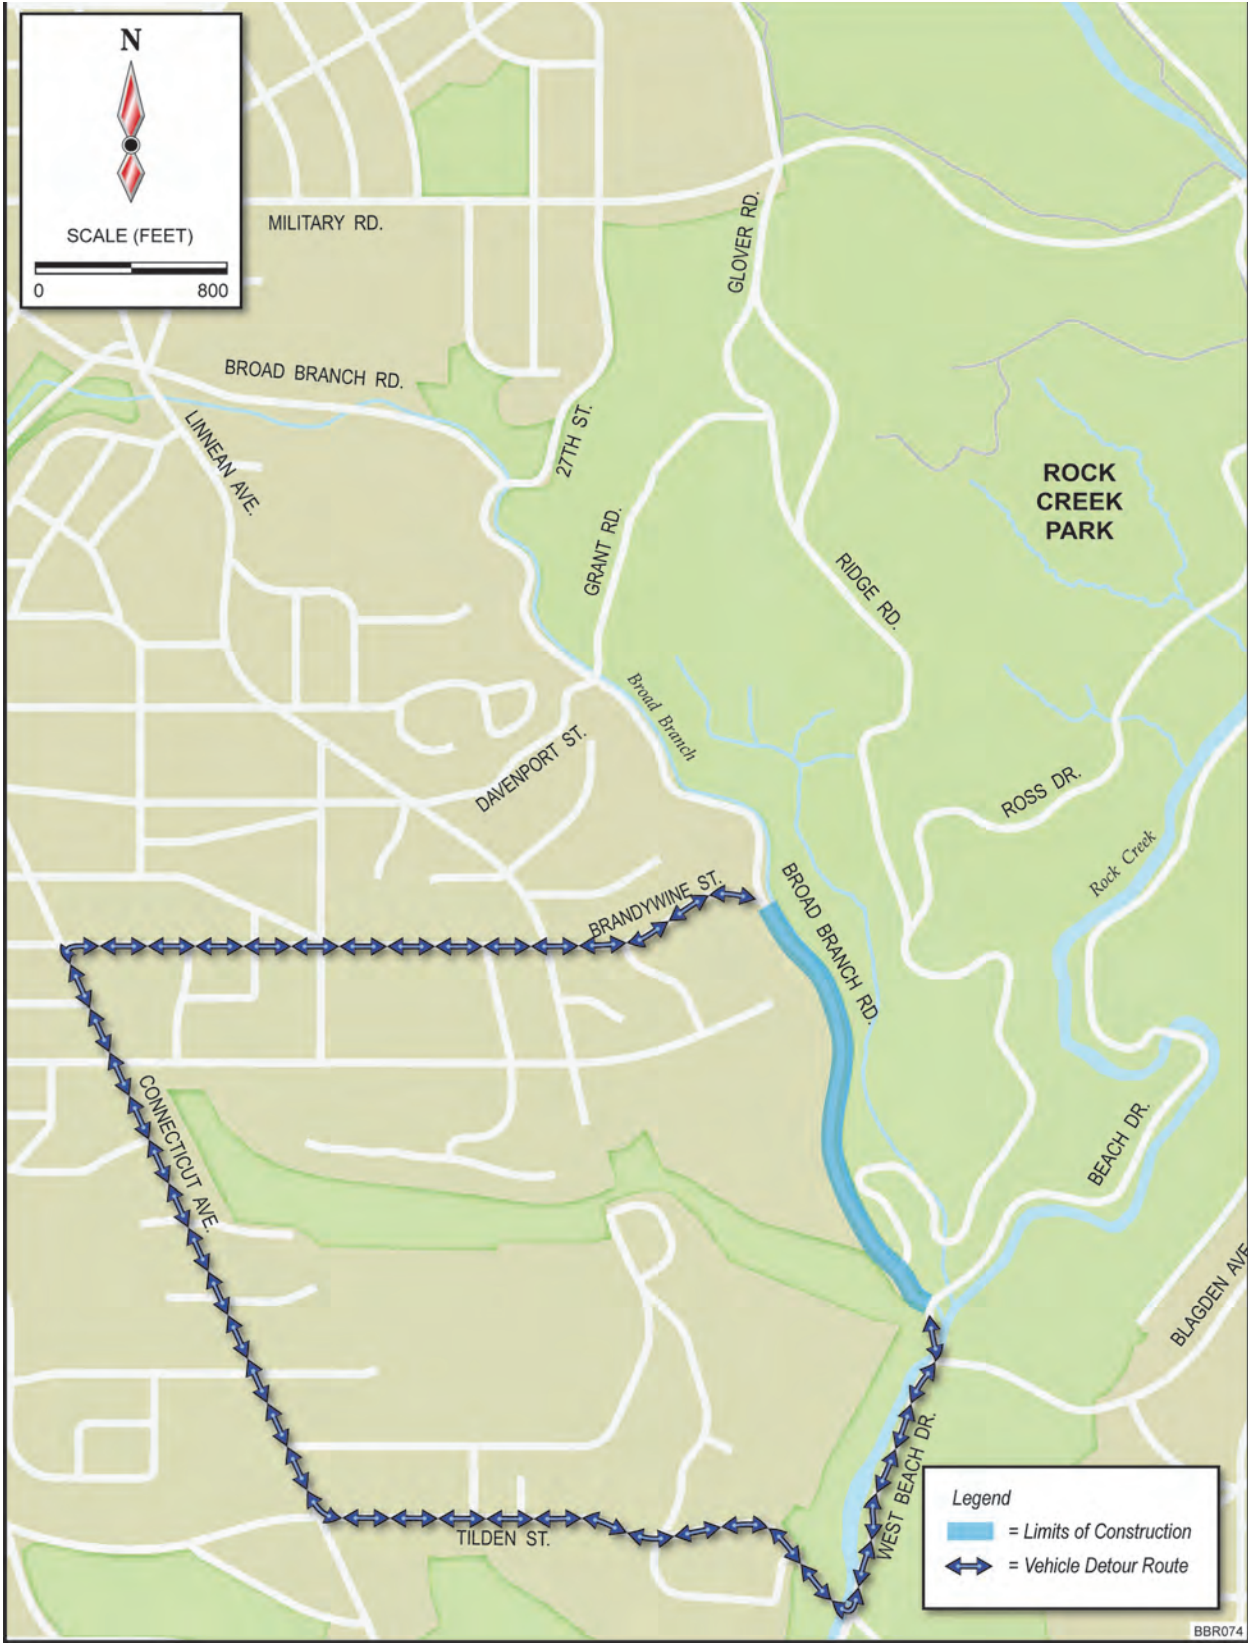 N
SCALE (FEET)
0 800
MILITARY RD.
GLOVER RD.
BROAD BRANCH RD.
LINNEAN AVE.
27TH ST.
GRANT RD.
ROCK
CREEK
PARK
RIDGE RD.
Broad Branch
DAVENPORT ST.
ROSS DR.
Rock Creek
BRANDYWINE ST.
BROAD BRANCH RD.
CONNECTICUT AVE.
BEACH DR.
BLAGDEN AVE
WEST BEACH DR.
TILDEN ST.
Legend
= Limits of Construction
= Vehicle Detour Route
BBR074